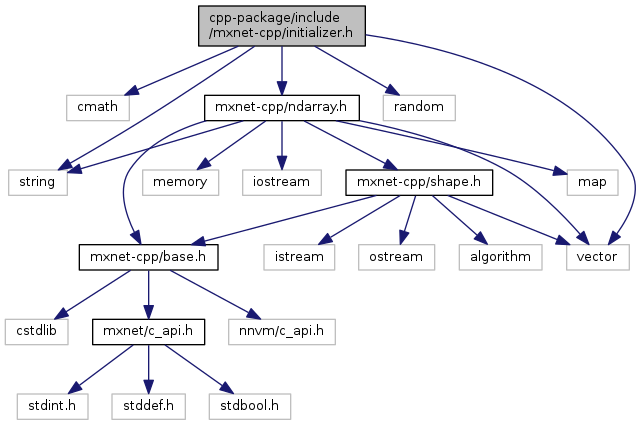 cpp-package/include
/mxnet-cpp/initializer.h
cmath
mxnet-cpp/ndarray.h
random
string
memory
iostream
mxnet-cpp/shape.h
map
mxnet-cpp/base.h
istream
ostream
algorithm
vector
cstdlib
mxnet/c_api.h
nnvm/c_api.h
stdint.h
stddef.h
stdbool.h